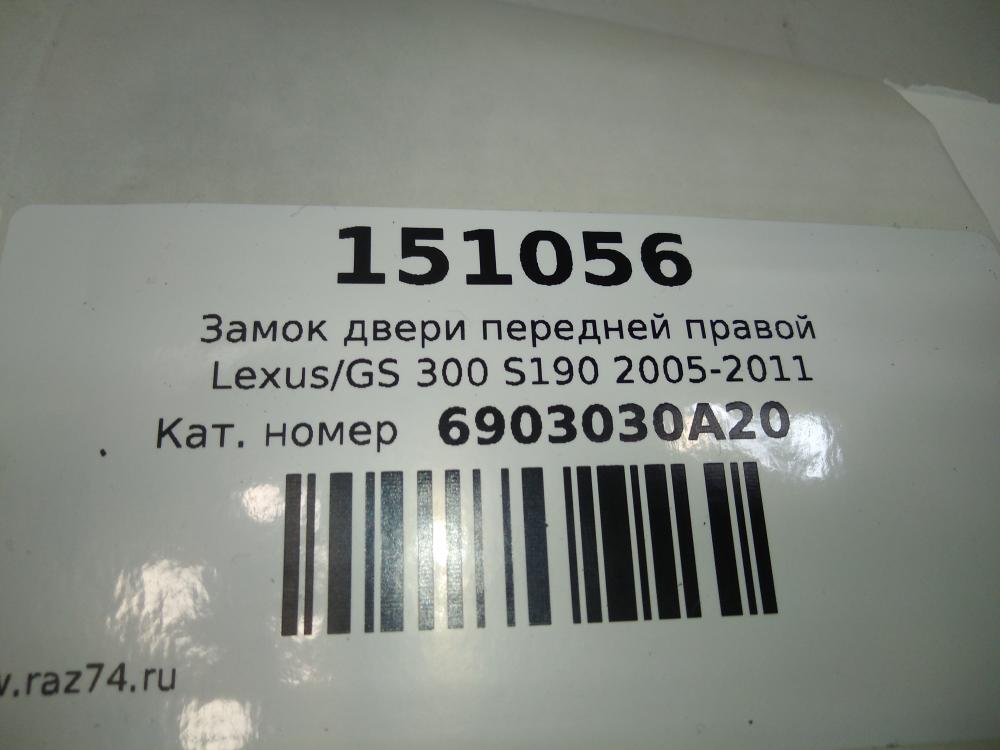 151056
Замок двери передней правой
Lexus/GS 300 S190 2005-2011
Кат. номер 6903030A20
.raz74.ru